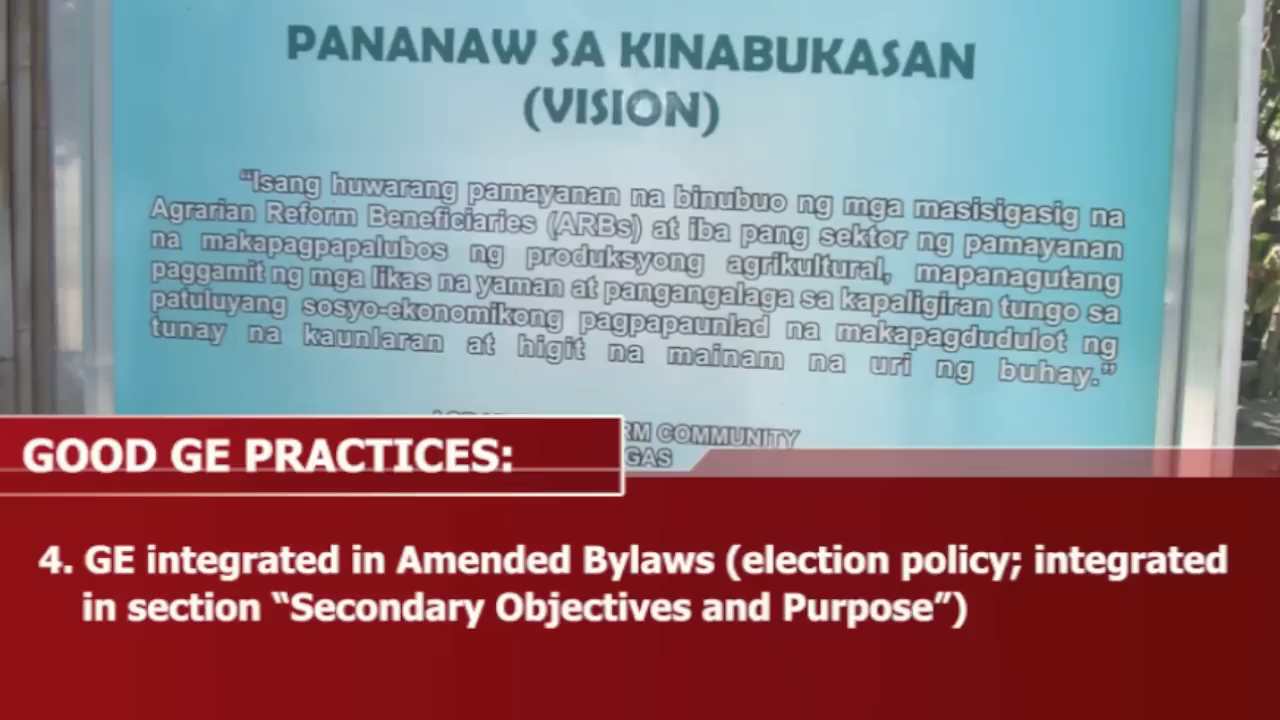 PANANAW SA KINABUKASAN
(VISION)
“Isang huwarang pamayanan na binubuo ng mga masisigasig na
Agrarian Reform Beneficiaries (ARBs) at iba pang sektor ng pamayanan
na makapagpapalubos ng produksyong agrikultural, mapanagutang
paggamit ng mga likas na yaman at pangangalaga sa kapaligiran tungo sa
patuluyang sosyo-ekonomikong pagpapaunlad na makapagdudulot ng
tunay na kaunlaran at higit na mainam na uri ng buhay.”
COMMUNITY
GOOD GE PRACTICES:
4. GE integrated in Amended Bylaws (election policy; integrated
in section “Secondary Objectives and Purpose”)